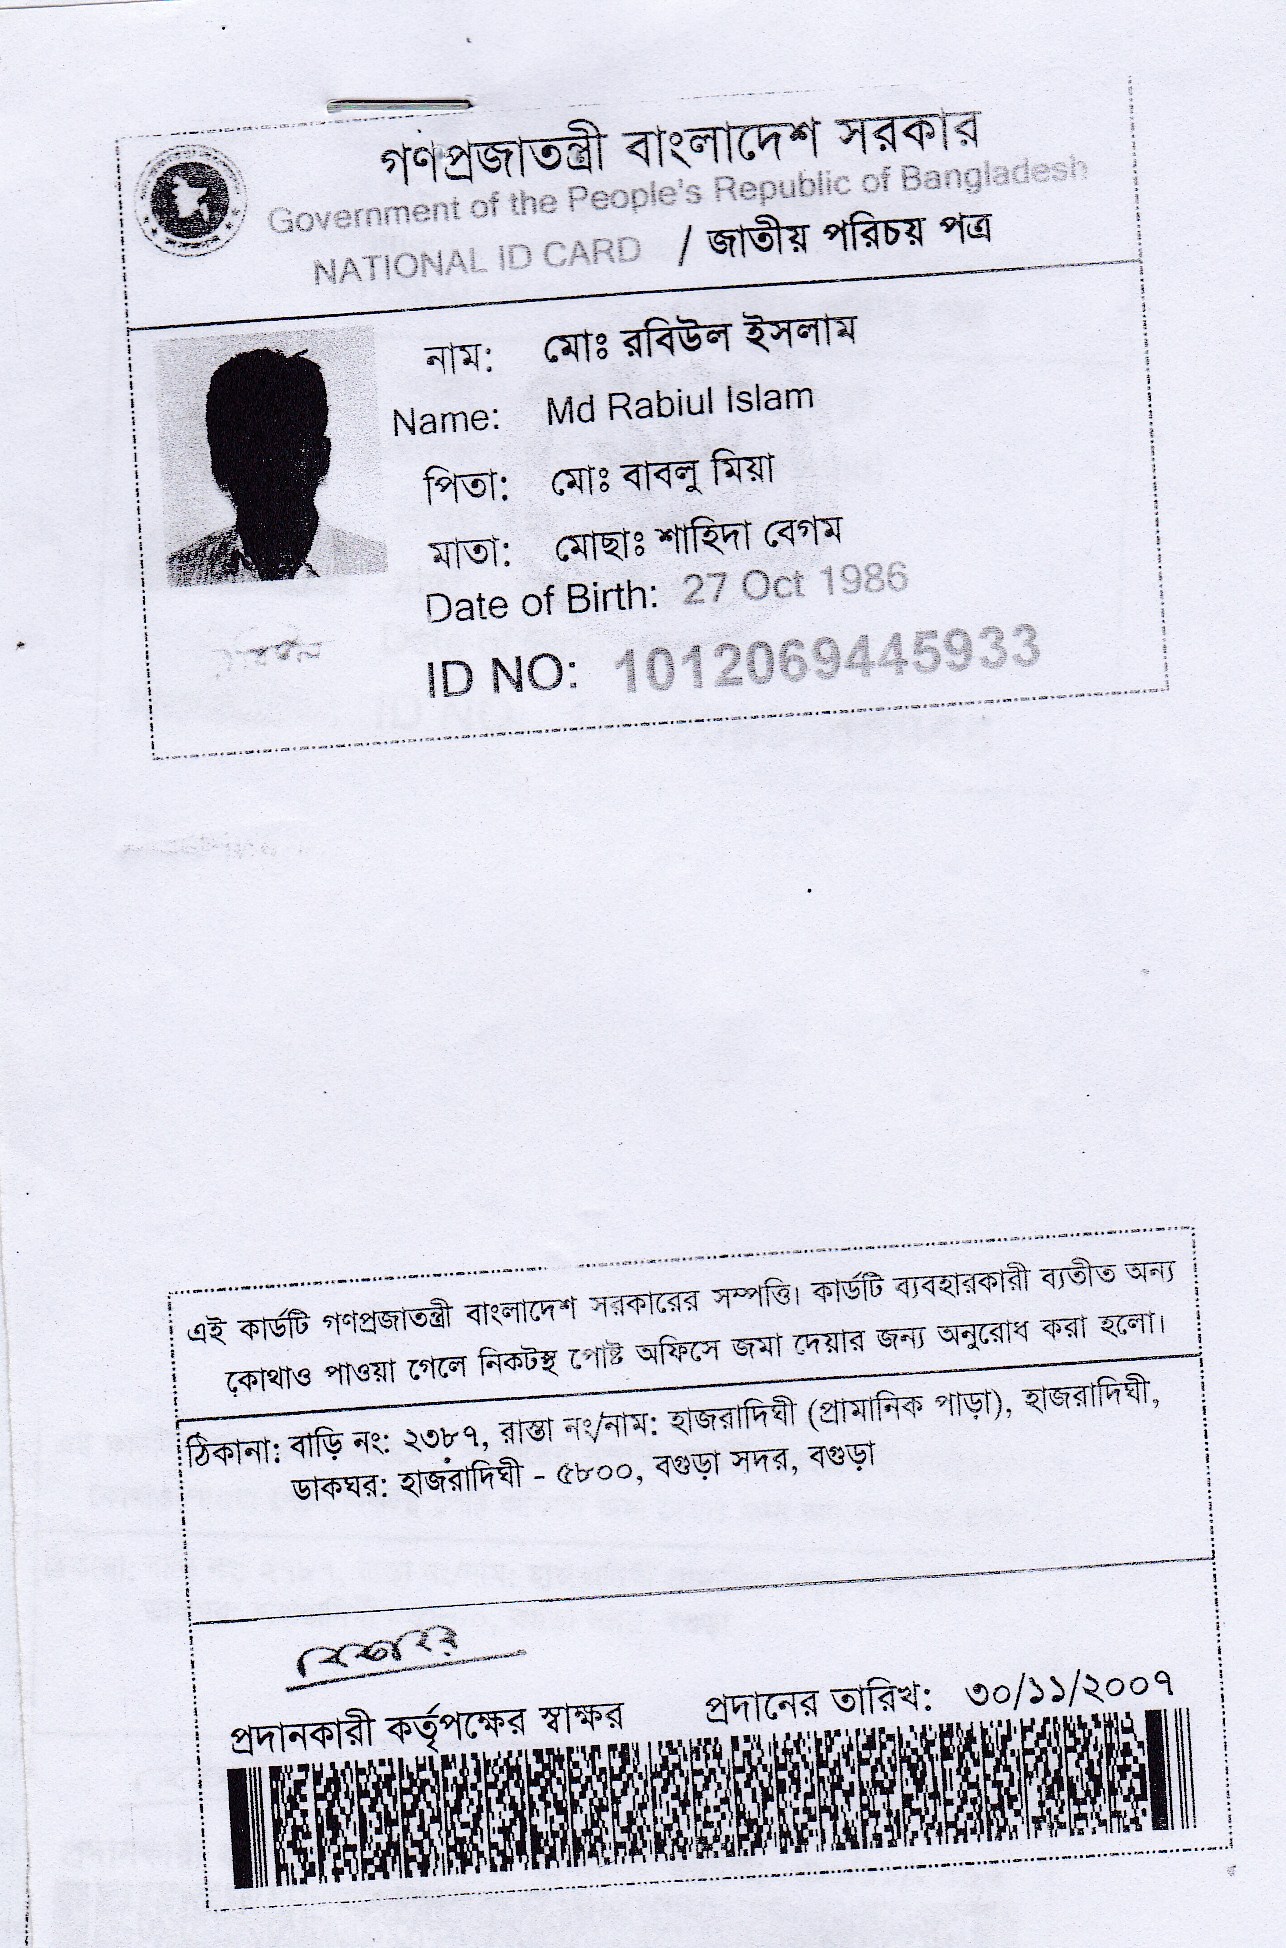 গণপ্রজাতন্ত্রী বাংলাদেশ সরকার
Government of the People's Republic of Bangladesh
NATIONAL ID CARD / জাতীয় পরিচয় পত্র
নাম: মোঃ রবিউল ইসলাম
Name: Md Rabiul Islam
পিতা: মোঃ বাবলু মিয়া
মাতা: মোছাঃ শাহিদা বেগম
Date of Birth: 27 Oct 1986
ID NO: 1012069445933
এই কার্ডটি গণপ্রজাতন্ত্রী বাংলাদেশ সরকারের সম্পত্তি। কার্ডটি ব্যবহারকারী ব্যতীত অন্য
কোথাও পাওয়া গেলে নিকটস্থ পোষ্ট অফিসে জমা দেয়ার জন্য অনুরোধ করা হলো।
ঠিকানা: বাড়ি নং: ২৩৮৭, রাস্তা নং/নাম: হাজরাদিঘী (প্রামানিক পাড়া), হাজরাদিঘী,
ডাকঘর: হাজরাদিঘী - ৫৮০০, বগুড়া সদর, বগুড়া
প্রদানকারী কর্তৃপক্ষের স্বাক্ষর প্রদানের তারিখ: ৩০/১১/২০০৭